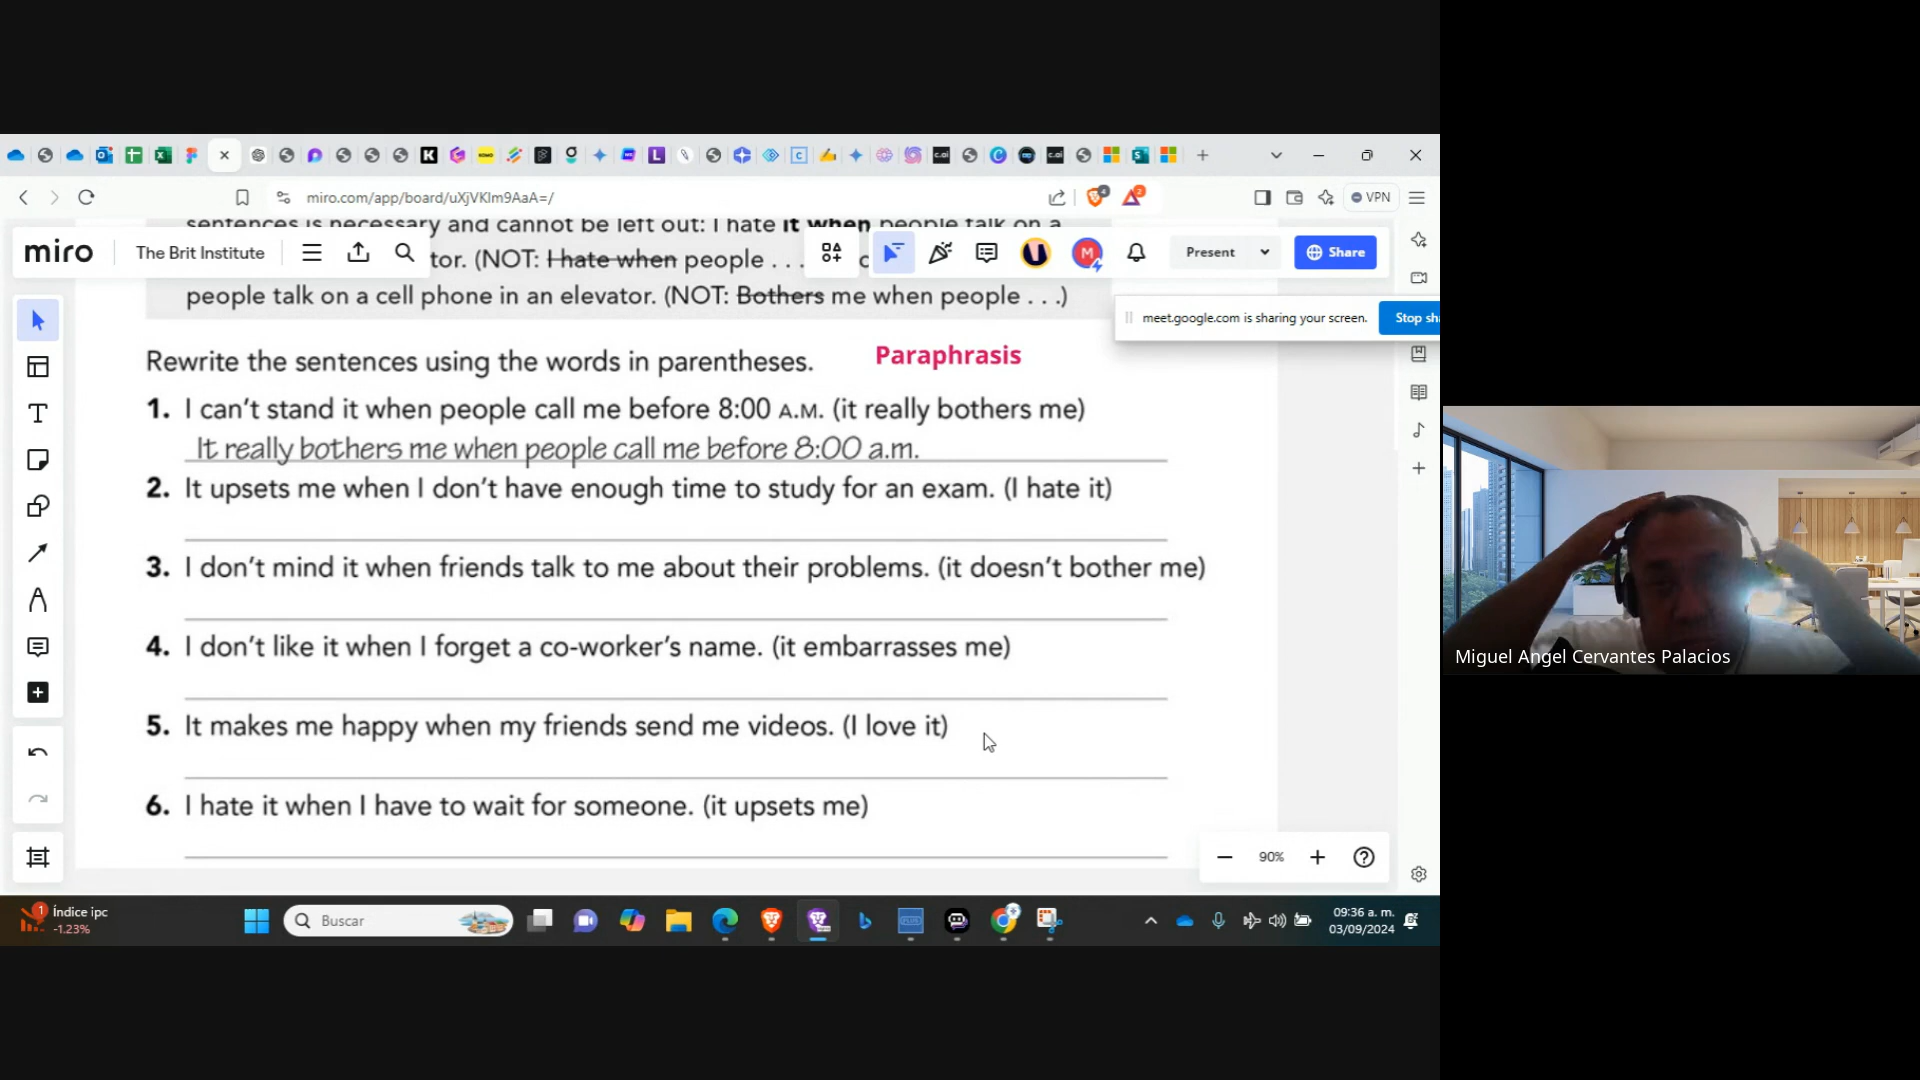 miro.com/app/board/uXjVKlm9AaA=/
VPN
sentences is necessary and cannot be left out: I hate it when people talk on a
miro
The Brit Institute
tor. (NOT: I hate when people . . .
Present
Share
people talk on a cell phone in an elevator. (NOT: Bothers me when people . . .)
meet.google.com is sharing your screen.
Stop sh
Rewrite the sentences using the words in parentheses.
Paraphrasis
1. I can't stand it when people call me before 8:00 A.M. (it really bothers me)
It really bothers me when people call me before 8:00 a.m.
2. It upsets me when I don't have enough time to study for an exam. (I hate it)
3. I don't mind it when friends talk to me about their problems. (it doesn't bother me)
4. I don't like it when I forget a co-worker's name. (it embarrasses me)
5. It makes me happy when my friends send me videos. (I love it)
6. I hate it when I have to wait for someone. (it upsets me)
90%
Miguel Angel Cervantes Palacios
1
Índice ipc
-1.23%
Buscar
09:36 a. m.
03/09/2024